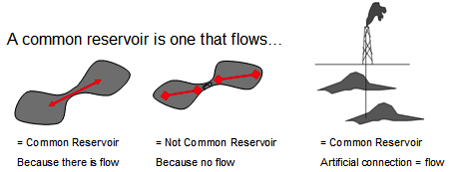 A common reservoir is one that flows…
= Common Reservoir
Because there is flow
= Not Common Reservoir
Because no flow
= Common Reservoir
Artificial connection = flow